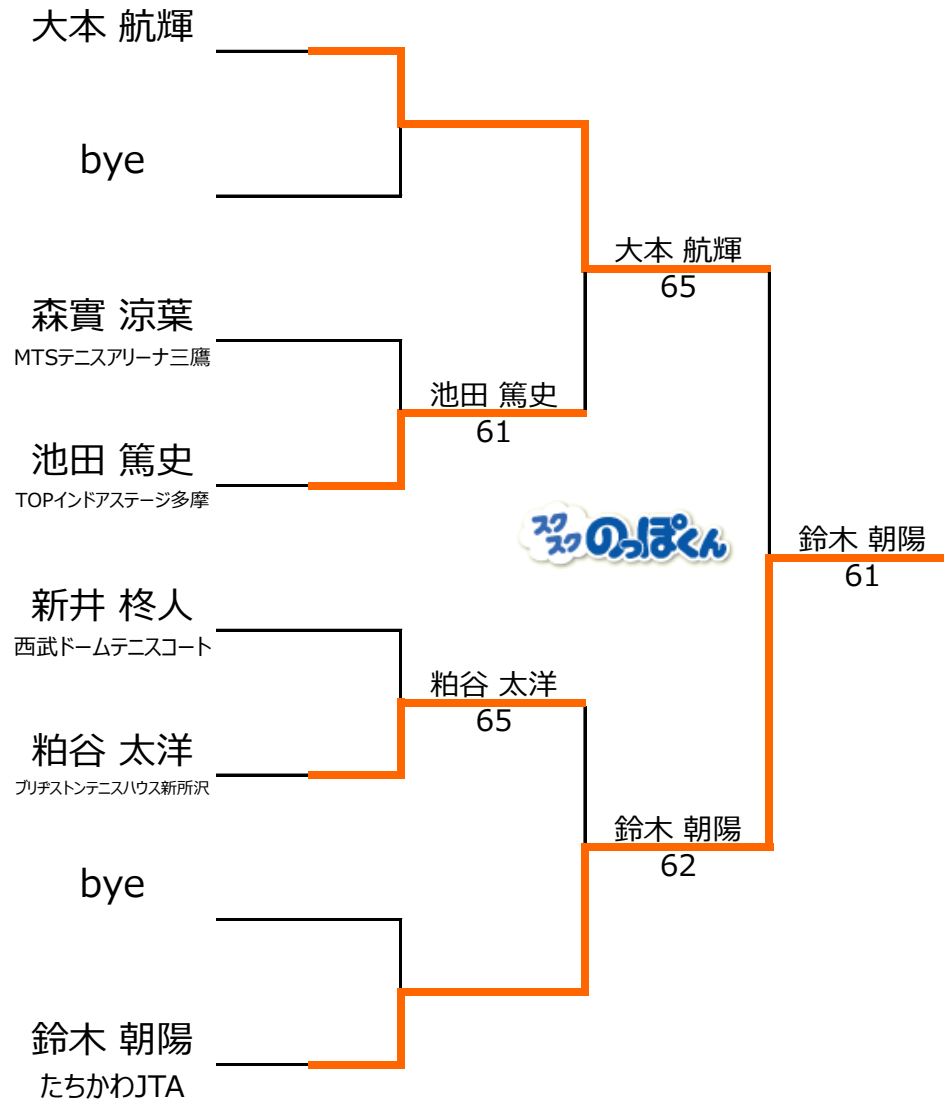 大本 航輝
bye
森實 涼葉
MTSテニスアリーナ三鷹
池田 篤史
TOPインドアステージ多摩
新井 柊人
西武ドームテニスコート
粕谷 太洋
ブリヂストンテニスハウス新所沢
bye
鈴木 朝陽
たちかわJTA
池田 篤史
61
粕谷 太洋
65
大本 航輝
65
鈴木 朝陽
62
スクスク のっぽくん
鈴木 朝陽
61